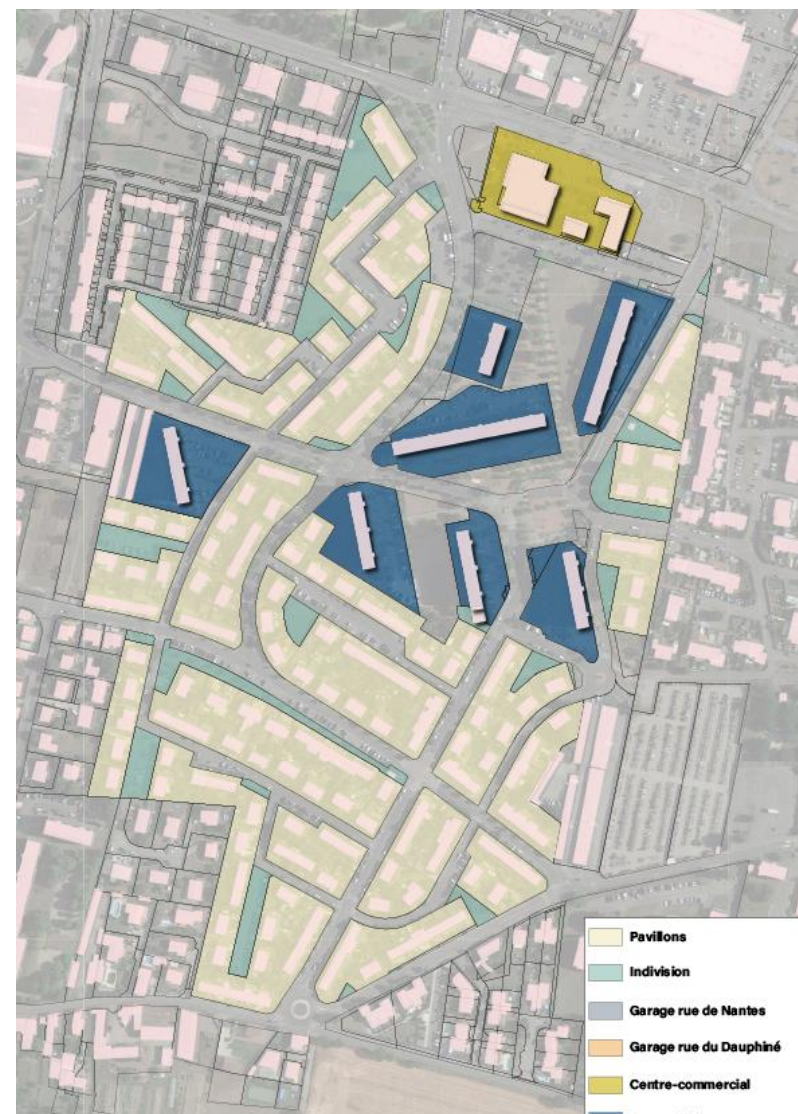 Pavillons
Indivision
Garage rue de Nantes
Garage rue du Dauphiné
Centre-commercial